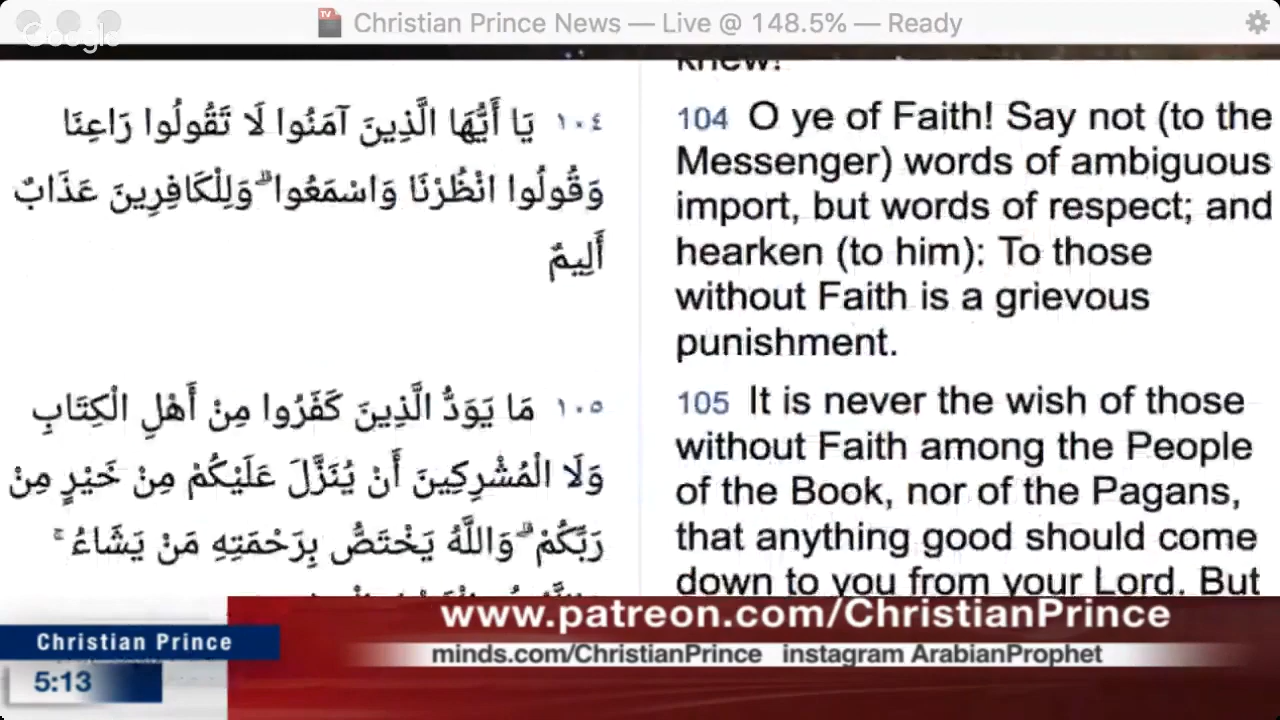 Google
Christian Prince News — Live @ 148.5% — Ready
knew!
١٠٤ يَا أَيُّهَا الَّذِينَ آمَنُوا لَا تَقُولُوا رَاعِنَا
وَقُولُوا انْظُرْنَا وَاسْمَعُوا ۗ وَلِلْكَافِرِينَ عَذَابٌ
أَلِيمٌ
104 O ye of Faith! Say not (to the
Messenger) words of ambiguous
import, but words of respect; and
hearken (to him): To those
without Faith is a grievous
punishment.
١٠٥ مَا يَوَدُّ الَّذِينَ كَفَرُوا مِنْ أَهْلِ الْكِتَابِ
وَلَا الْمُشْرِكِينَ أَنْ يُنَزَّلَ عَلَيْكُمْ مِنْ خَيْرٍ مِنْ
رَبِّكُمْ ۗ وَاللَّهُ يَخْتَصُّ بِرَحْمَتِهِ مَنْ يَشَاءُ ۚ
105 It is never the wish of those
without Faith among the People
of the Book, nor of the Pagans,
that anything good should come
down to you from your Lord. But
www.patreon.com/ChristianPrince
Christian Prince
minds.com/ChristianPrince instagram ArabianProphet
5:13